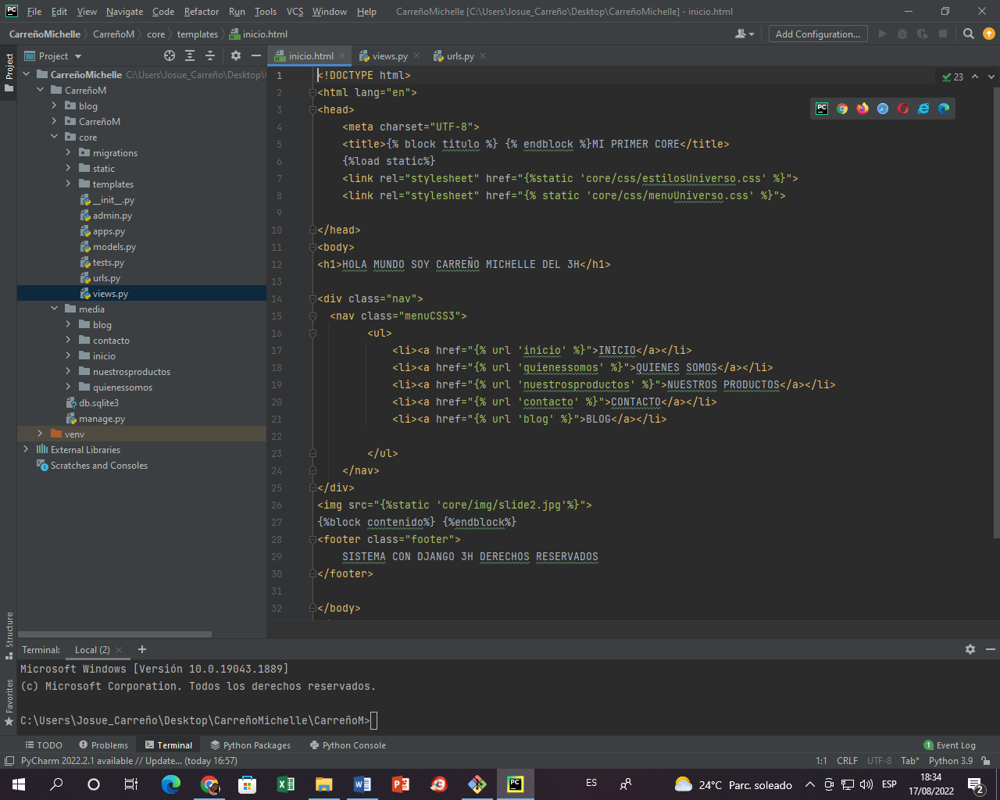 PC File Edit View Navigate Code Refactor Run Tools VCS Window Help CarreñoMichelle [C:\Users\Josue_Carreño\Desktop\CarreñoMichelle] - inicio.html
CarreñoMichelle CarreñoM core templates inicio.html Add Configuration...
Project inicio.html views.py urls.py
Project
Structure
Favorites
CarreñoMichelle C:\Users\Josue_Carreño\Desktop\
CarreñoM
blog
CarreñoM
core
migrations
static
templates
__init__.py
admin.py
apps.py
models.py
tests.py
urls.py
views.py
media
blog
contacto
inicio
nuestrosproductos
quienessomos
db.sqlite3
manage.py
venv
External Libraries
Scratches and Consoles
23
PC
1 <!DOCTYPE html>
2 <html lang="en">
3 <head>
4 <meta charset="UTF-8">
5 <title>{% block titulo %} {% endblock %}MI PRIMER CORE</title>
6 {%load static%}
7 <link rel="stylesheet" href="{%static 'core/css/estilosUniverso.css' %}">
8 <link rel="stylesheet" href="{% static 'core/css/menuUniverso.css' %}">
9
10 </head>
11 <body>
12 <h1>HOLA MUNDO SOY CARREÑO MICHELLE DEL 3H</h1>
13
14 <div class="nav">
15 <nav class="menuCSS3">
16 <ul>
17 <li><a href="{% url 'inicio' %}">INICIO</a></li>
18 <li><a href="{% url 'quienessomos' %}">QUIENES SOMOS</a></li>
19 <li><a href="{% url 'nuestrosproductos' %}">NUESTROS PRODUCTOS</a></li>
20 <li><a href="{% url 'contacto' %}">CONTACTO</a></li>
21 <li><a href="{% url 'blog' %}">BLOG</a></li>
22
23 </ul>
24 </nav>
25 </div>
26 <img src="{%static 'core/img/slide2.jpg'%}">
27 {%block contenido%} {%endblock%}
28 <footer class="footer">
29 SISTEMA CON DJANGO 3H DERECHOS RESERVADOS
30 </footer>
31
32 </body>
Terminal: Local (2)
Microsoft Windows [Versión 10.0.19043.1889]
(c) Microsoft Corporation. Todos los derechos reservados.
C:\Users\Josue_Carreño\Desktop\CarreñoMichelle\CarreñoM>
TODO Problems Terminal Python Packages Python Console 1 Event Log
PyCharm 2022.2.1 available // Update... (today 16:57) 1:1 CRLF UTF-8 Tab* Python 3.9
ES 24°C Parc. soleado ESP 18:34
17/08/2022 2